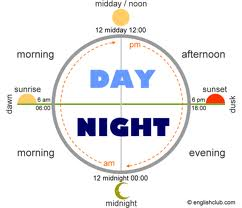 midday / noon
12 midday 12:00
morning
pm
afternoon
DAY
sunrise
sunset
dawn
6 am
06:00
6 pm
18:00
dusk
NIGHT
morning
am
evening
12 midnight 00.00
midnight
© englishclub.com